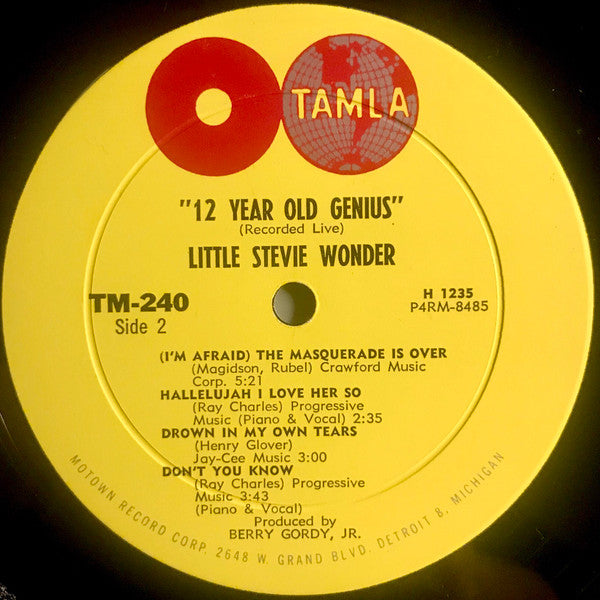 TAMLA
"12 YEAR OLD GENIUS"
(Recorded Live)
LITTLE STEVIE WONDER
TM-240
Side 2
H 1235
P4RM-8485
(I'M AFRAID) THE MASQUERADE IS OVER
(Magidson, Rubel) Crawford Music
Corp. 5:21
HALLELUJAH I LOVE HER SO
(Ray Charles) Progressive
Music (Piano & Vocal) 2:35
DROWN IN MY OWN TEARS
(Henry Glover)
Jay-Cee Music 3:00
DON'T YOU KNOW
(Ray Charles) Progressive
Music 3:43
(Piano & Vocal)
Produced by
BERRY GORDY, JR.
MOTOWN RECORD CORP. 2648 W. GRAND BLVD. DETROIT 8, MICHIGAN